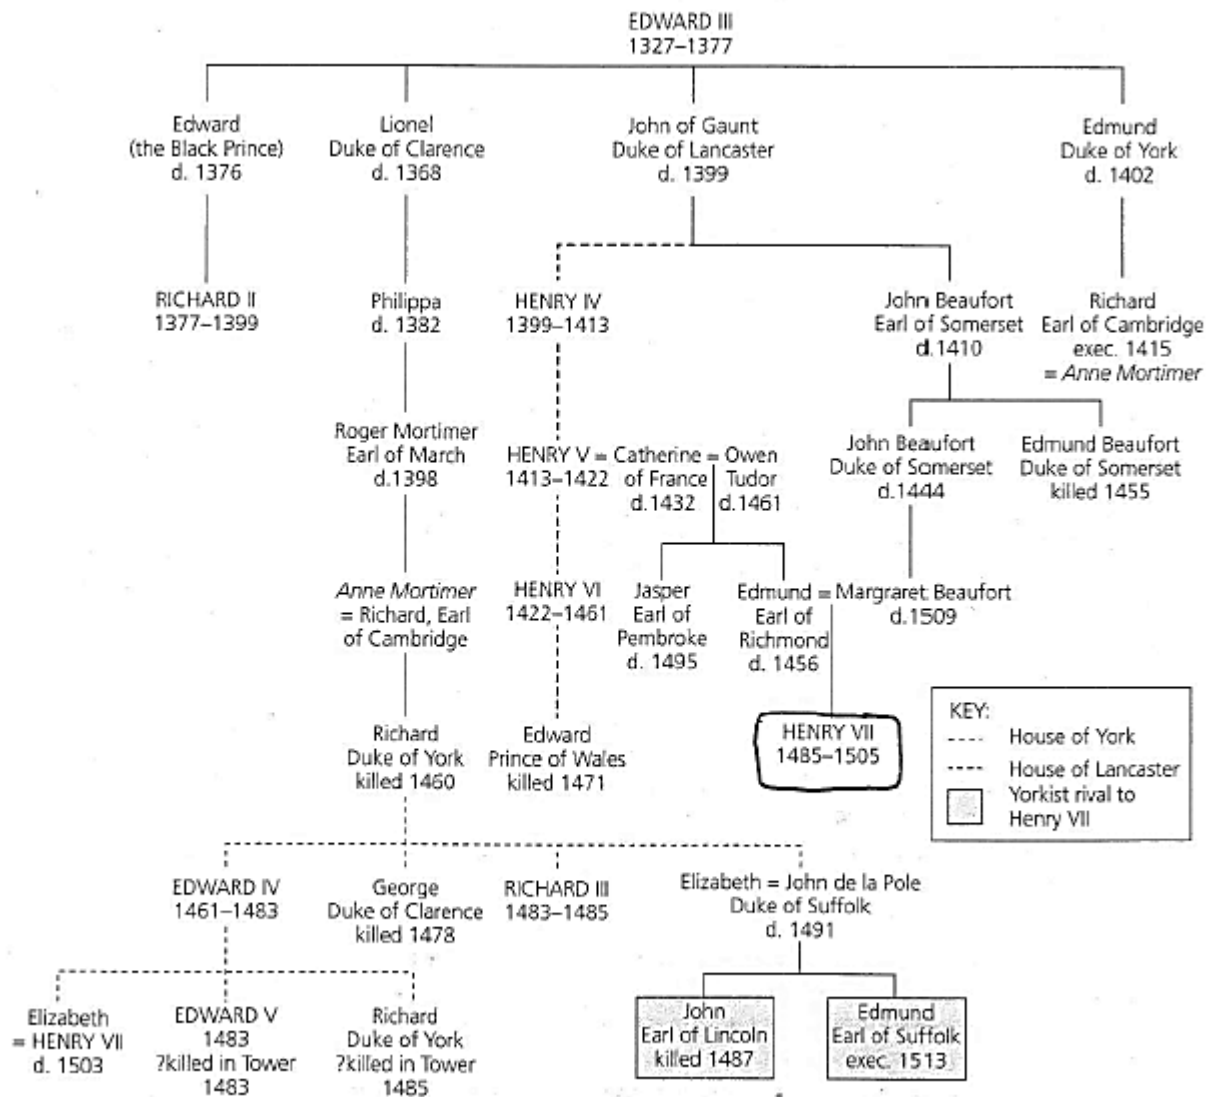 EDWARD III
1327–1377
Edward
(the Black Prince)
d. 1376
Lionel
Duke of Clarence
d. 1368
John of Gaunt
Duke of Lancaster
d. 1399
Edmund
Duke of York
d. 1402
RICHARD II
1377–1399
Philippa
d. 1382
HENRY IV
1399–1413
John Beaufort
Earl of Somerset
d.1410
Richard
Earl of Cambridge
exec. 1415
= Anne Mortimer
Roger Mortimer
Earl of March
d.1398
HENRY V = Catherine = Owen
1413–1422 of France Tudor
d.1432 d.1461
John Beaufort
Duke of Somerset
d.1444
Edmund Beaufort
Duke of Somerset
killed 1455
Anne Mortimer
= Richard, Earl
of Cambridge
HENRY VI
1422–1461
Jasper
Earl of
Pembroke
d. 1495
Edmund = Margraret Beaufort
Earl of d.1509
Richmond
d. 1456
Richard
Duke of York
killed 1460
Edward
Prince of Wales
killed 1471
HENRY VII
1485–1505
KEY:
House of York
House of Lancaster
Yorkist rival to
Henry VII
EDWARD IV
1461–1483
George
Duke of Clarence
killed 1478
RICHARD III
1483–1485
Elizabeth = John de la Pole
Duke of Suffolk
d. 1491
Elizabeth
= HENRY VII
d. 1503
EDWARD V
1483
?killed in Tower
1483
Richard
Duke of York
?killed in Tower
1485
John
Earl of Lincoln
killed 1487
Edmund
Earl of Suffolk
exec. 1513